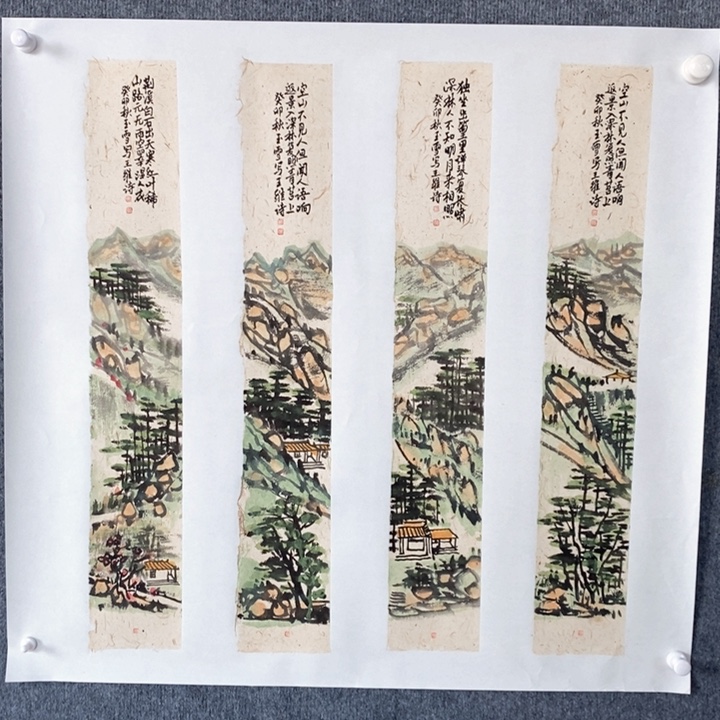 空山不见人但闻人语响
返景入深林复照青苔上
癸卯秋玉雪写王维诗
独坐幽篁里弹琴复长啸
深林人不知明月来相照
癸卯秋玉雪写王维诗
空山不见人但闻人语响
返景入深林复照青苔上
癸卯秋玉雪写王维诗
荆溪白石出天寒红叶稀
山路元无雨空翠湿人衣
癸卯秋玉雪写王维诗